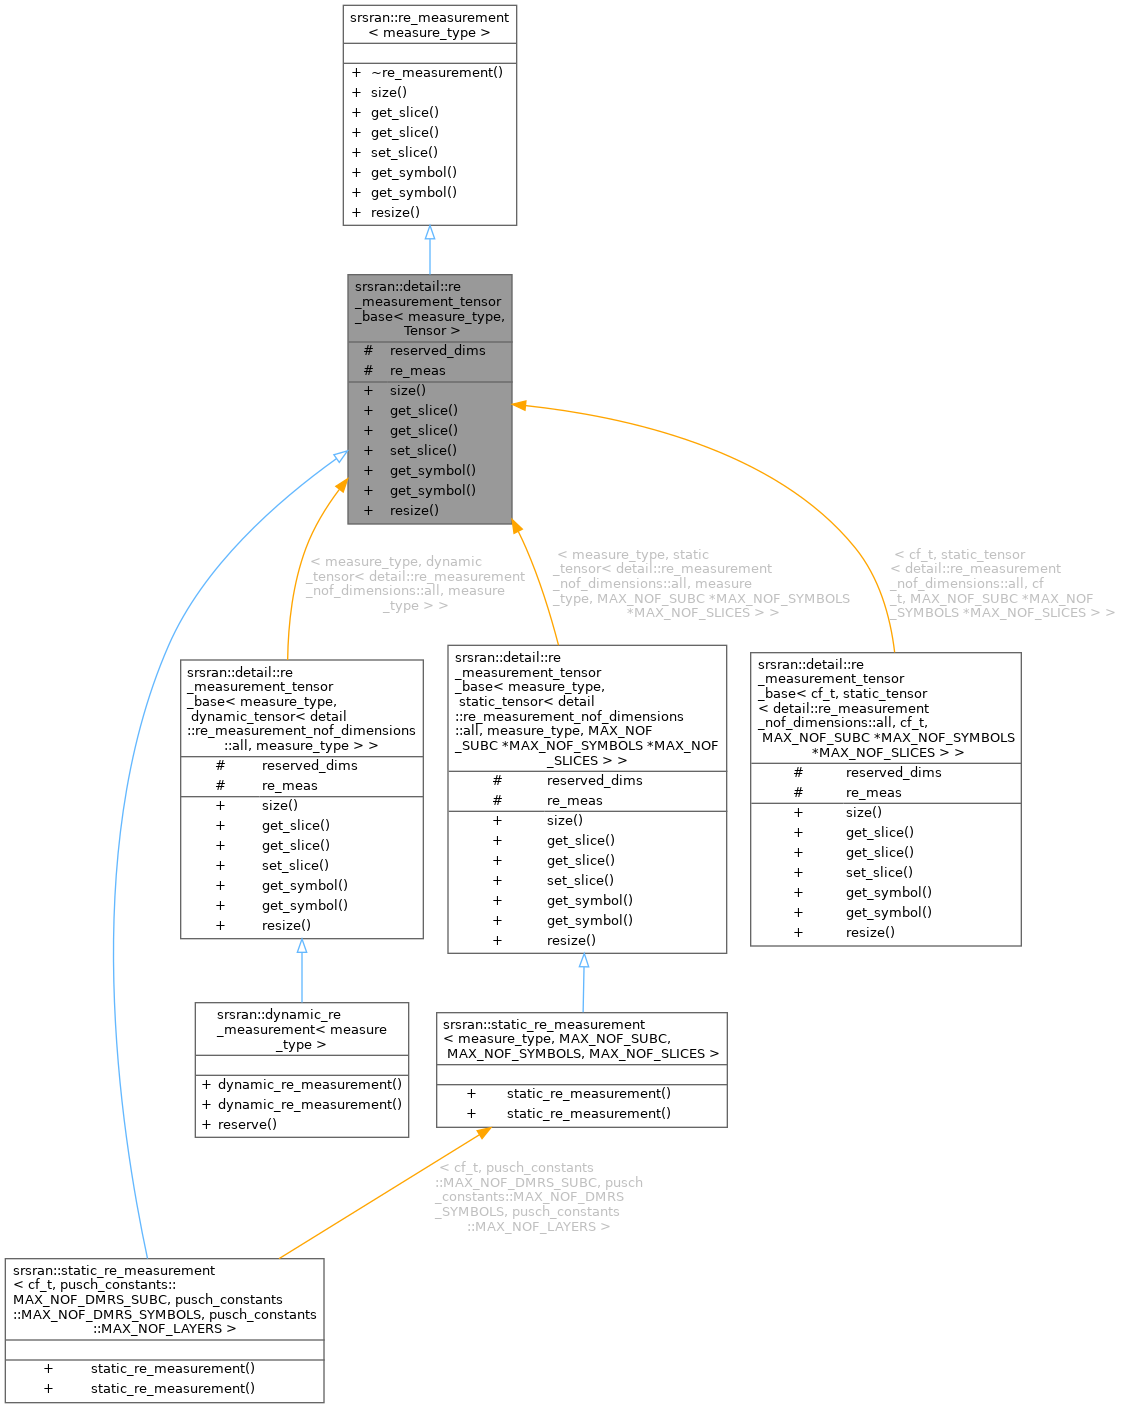 srsran::re_measurement
< measure_type >
+ ~re_measurement()
+ size()
+ get_slice()
+ get_slice()
+ set_slice()
+ get_symbol()
+ get_symbol()
+ resize()
srsran::detail::re
_measurement_tensor
_base< measure_type,
Tensor >
# reserved_dims
# re_meas
+ size()
+ get_slice()
+ get_slice()
+ set_slice()
+ get_symbol()
+ get_symbol()
+ resize()
< measure_type, dynamic
_tensor< detail::re_measurement
_nof_dimensions::all, measure
_type > >
< measure_type, static
_tensor< detail::re_measurement
_nof_dimensions::all, measure
_type, MAX_NOF_SUBC *MAX_NOF_SYMBOLS
*MAX_NOF_SLICES > >
< cf_t, static_tensor
< detail::re_measurement
_nof_dimensions::all, cf
_t, MAX_NOF_SUBC *MAX_NOF
_SYMBOLS *MAX_NOF_SLICES > >
srsran::detail::re
_measurement_tensor
_base< measure_type,
dynamic_tensor< detail
::re_measurement_nof_dimensions
::all, measure_type > >
# reserved_dims
# re_meas
+ size()
+ get_slice()
+ get_slice()
+ set_slice()
+ get_symbol()
+ get_symbol()
+ resize()
srsran::detail::re
_measurement_tensor
_base< measure_type,
static_tensor< detail
::re_measurement_nof_dimensions
::all, measure_type, MAX_NOF
_SUBC *MAX_NOF_SYMBOLS *MAX_NOF
_SLICES > >
# reserved_dims
# re_meas
+ size()
+ get_slice()
+ get_slice()
+ set_slice()
+ get_symbol()
+ get_symbol()
+ resize()
srsran::detail::re
_measurement_tensor
_base< cf_t, static_tensor
< detail::re_measurement
_nof_dimensions::all, cf_t,
MAX_NOF_SUBC *MAX_NOF_SYMBOLS
*MAX_NOF_SLICES > >
# reserved_dims
# re_meas
+ size()
+ get_slice()
+ get_slice()
+ set_slice()
+ get_symbol()
+ get_symbol()
+ resize()
srsran::dynamic_re
_measurement< measure
_type >
+ dynamic_re_measurement()
+ dynamic_re_measurement()
+ reserve()
srsran::static_re_measurement
< measure_type, MAX_NOF_SUBC,
MAX_NOF_SYMBOLS, MAX_NOF_SLICES >
+ static_re_measurement()
+ static_re_measurement()
< cf_t, pusch_constants
::MAX_NOF_DMRS_SUBC, pusch
_constants::MAX_NOF_DMRS
_SYMBOLS, pusch_constants
::MAX_NOF_LAYERS >
srsran::static_re_measurement
< cf_t, pusch_constants::
MAX_NOF_DMRS_SUBC, pusch_constants
::MAX_NOF_DMRS_SYMBOLS, pusch_constants
::MAX_NOF_LAYERS >
+ static_re_measurement()
+ static_re_measurement()